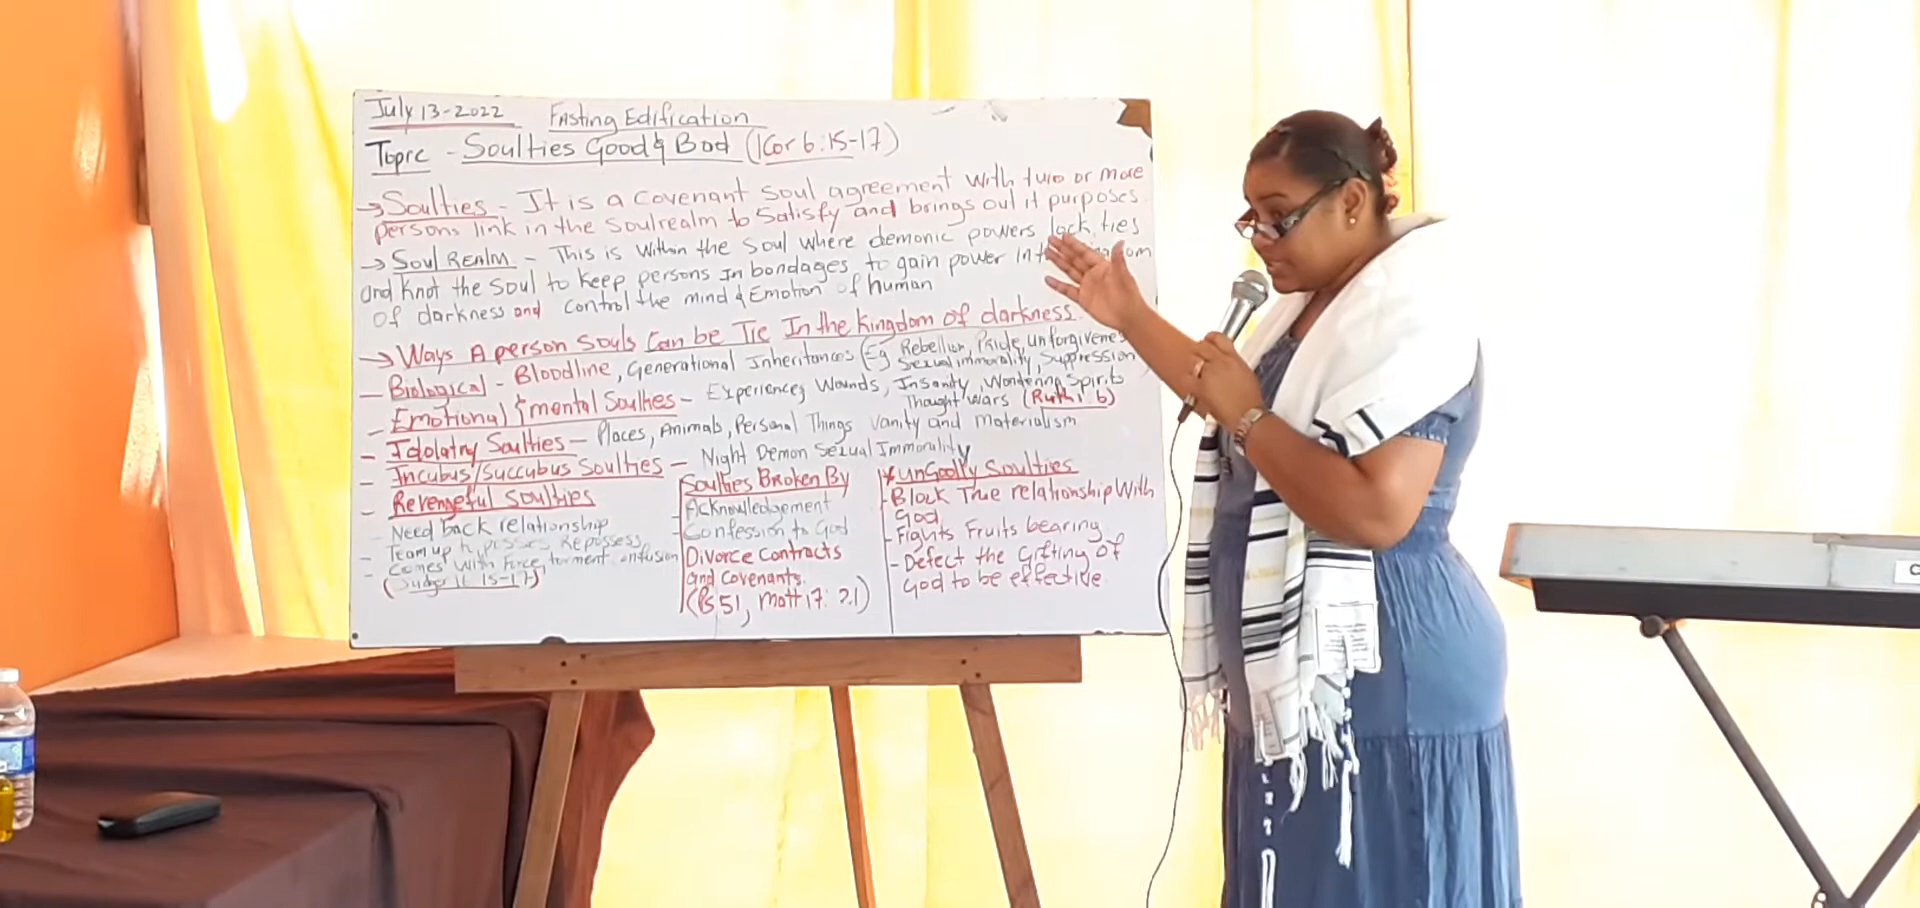 July 13-2022 Fasting Edification
Topic - Soulties Good & Bad (1Cor 6:15-17)
→ Soulties - It is a covenant soul agreement with two or more
persons link in the Soulrealm to Satisfy and brings out it purposes.
→ Soul Realm - This is within the soul where demonic powers lock, ties
and knot the soul to keep persons In bondages to gain power in
of darkness and control the mind & Emotion of human
→ Ways A person Souls Can be Tie In the kingdom of darkness.
- Biological - Bloodline, Generational Inheritances (Eg Rebellion, Pride, unforgivenes
Sexual immorality, Suppression
- Emotional & mental Soulties - Experiences Wounds, Insanity, Wondering Spirits
Thought Wars (Ruth 1:6)
- Idolatry Soulties - Places, Animals, Personal Things Vanity and Materialism
- Incubus/Succubus Soulties - Night Demon Sexual Immorality
- Revengeful Soulties
- Need back relationship
- Team up to posses, Repossess
- Comes with Force, torment
(Judges 15-17)
Soulties Broken By
- Acknowledgement
- Confession to God
Divorce Contracts
and Covenants.
(Ps 51, Matt 17:21)
* unGodly Soulties
- Block True relationship With
God
- Fights Fruits bearing
- Defect the Gifting of
God to be effective
C